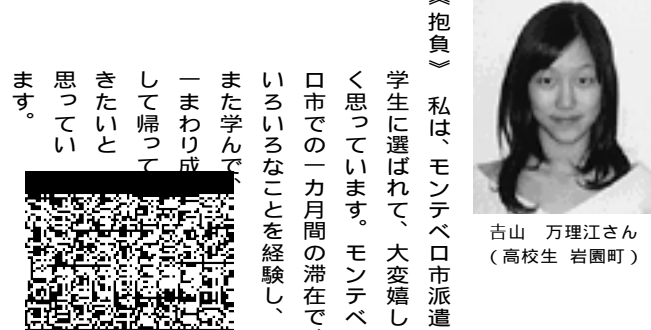 《抱負》 私は、モンテベロ市派遣
学生に選ばれて、大変嬉し
く思っています。モンテベ
ロ市での一カ月間の滞在で、
いろいろなことを経験し、
また学んで、
一まわり成
して帰って
きたいと
思ってい
ます。
𠮷山 万理江さん
(高校生 岩園町)